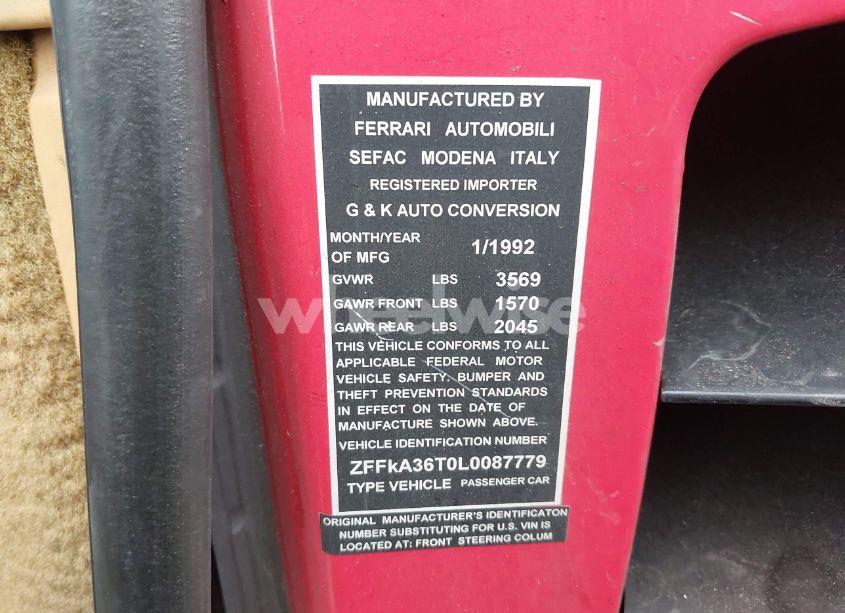 MANUFACTURED BY
FERRARI AUTOMOBILI
SEFAC MODENA ITALY
REGISTERED IMPORTER
G & K AUTO CONVERSION
MONTH/YEAR OF MFG 1/1992
GVWR LBS 3569
GAWR FRONT LBS 1570
GAWR REAR LBS 2045
wheelwise
THIS VEHICLE CONFORMS TO ALL
APPLICABLE FEDERAL MOTOR
VEHICLE SAFETY. BUMPER AND
THEFT PREVENTION STANDARDS
IN EFFECT ON THE DATE OF
MANUFACTURE SHOWN ABOVE.
VEHICLE IDENTIFICATION NUMBER
ZFFkA36T0L0087779
TYPE VEHICLE PASSENGER CAR
ORIGINAL MANUFACTURER'S IDENTIFICATON
NUMBER SUBSTITUTING FOR U.S. VIN IS
LOCATED AT: FRONT STEERING COLUM